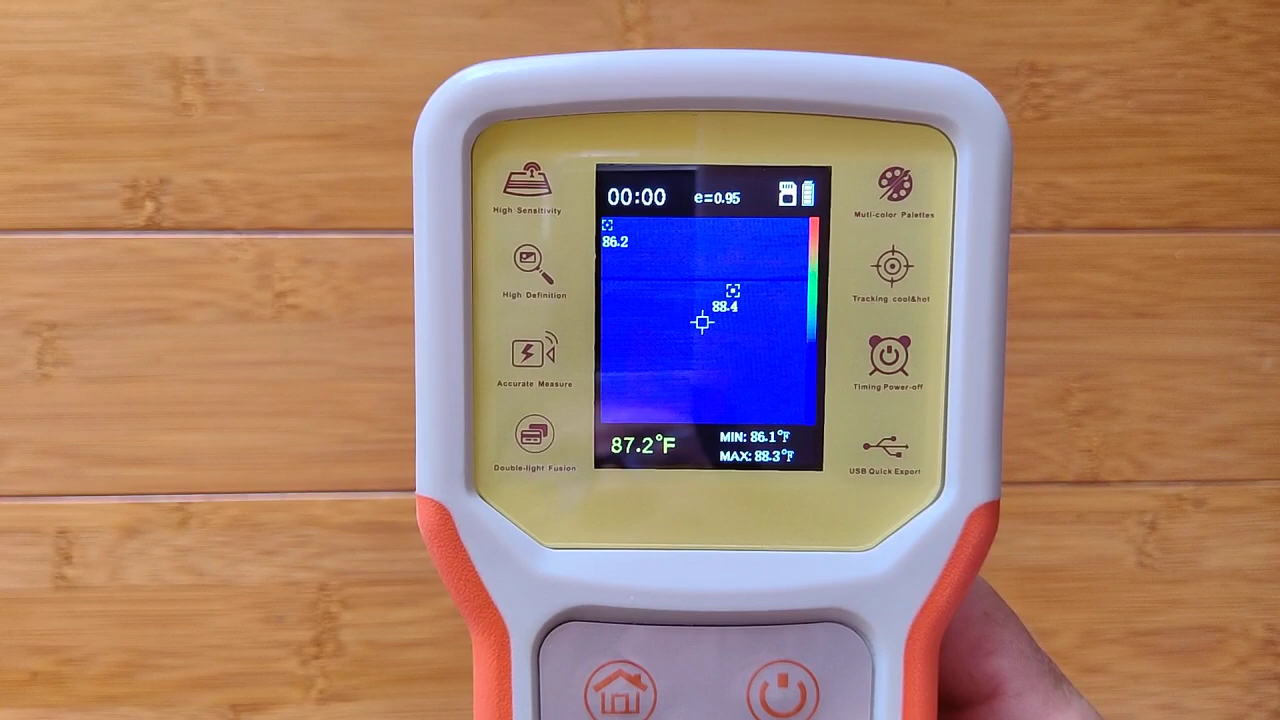 00:00 e=0.95
86.2
88.4
87.2°F
MIN: 86.1°F
MAX: 88.3°F
High Sensitivity
High Definition
Accurate Measure
Double-light Fusion
Muti-color Palettes
Tracking cool&hot
Timing Power-off
USB Quick Export